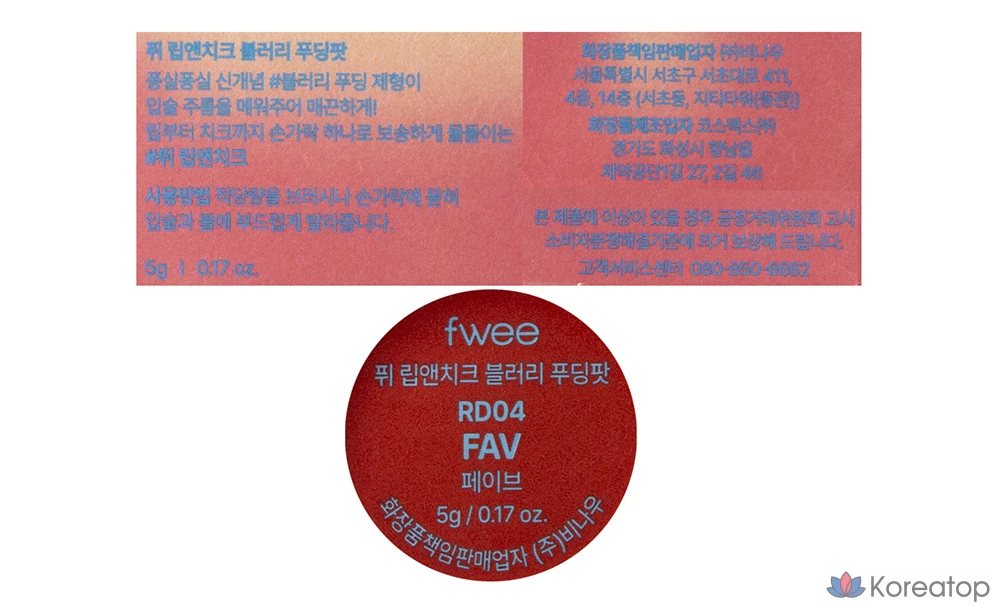 퓌 립앤치크 블러리 푸딩팟
퐁실퐁실 신개념 #블러리 푸딩 제형이
입술 주름을 메워주어 매끈하게!
립부터 치크까지 손가락 하나로 보송하게 물들이는
#퓌 립앤치크
사용방법 적당량을 브러시나 손가락에 묻혀
입술과 볼에 부드럽게 발라줍니다.
5g | 0.17 oz.
화장품책임판매업자 (주)비나우
서울특별시 서초구 서초대로 411,
4층, 14층 (서초동, 지티타워(동관))
화장품제조업자 코스맥스(주)
경기도 화성시 향남읍
제약공단1길 27, 2길 46
본 제품에 이상이 있을 경우 공정거래위원회 고시
소비자분쟁해결기준에 의거 보상해 드립니다.
고객서비스센터 080-850-6662
fwee
퓌 립앤치크 블러리 푸딩팟
RD04
FAV
페이브
5g / 0.17 oz.
화장품책임판매업자 (주)비나우
Koreatop